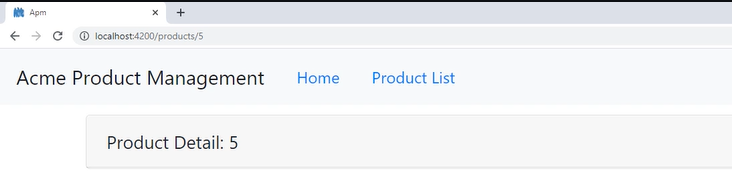 Apm
localhost:4200/products/5
Acme Product Management Home Product List
Product Detail: 5